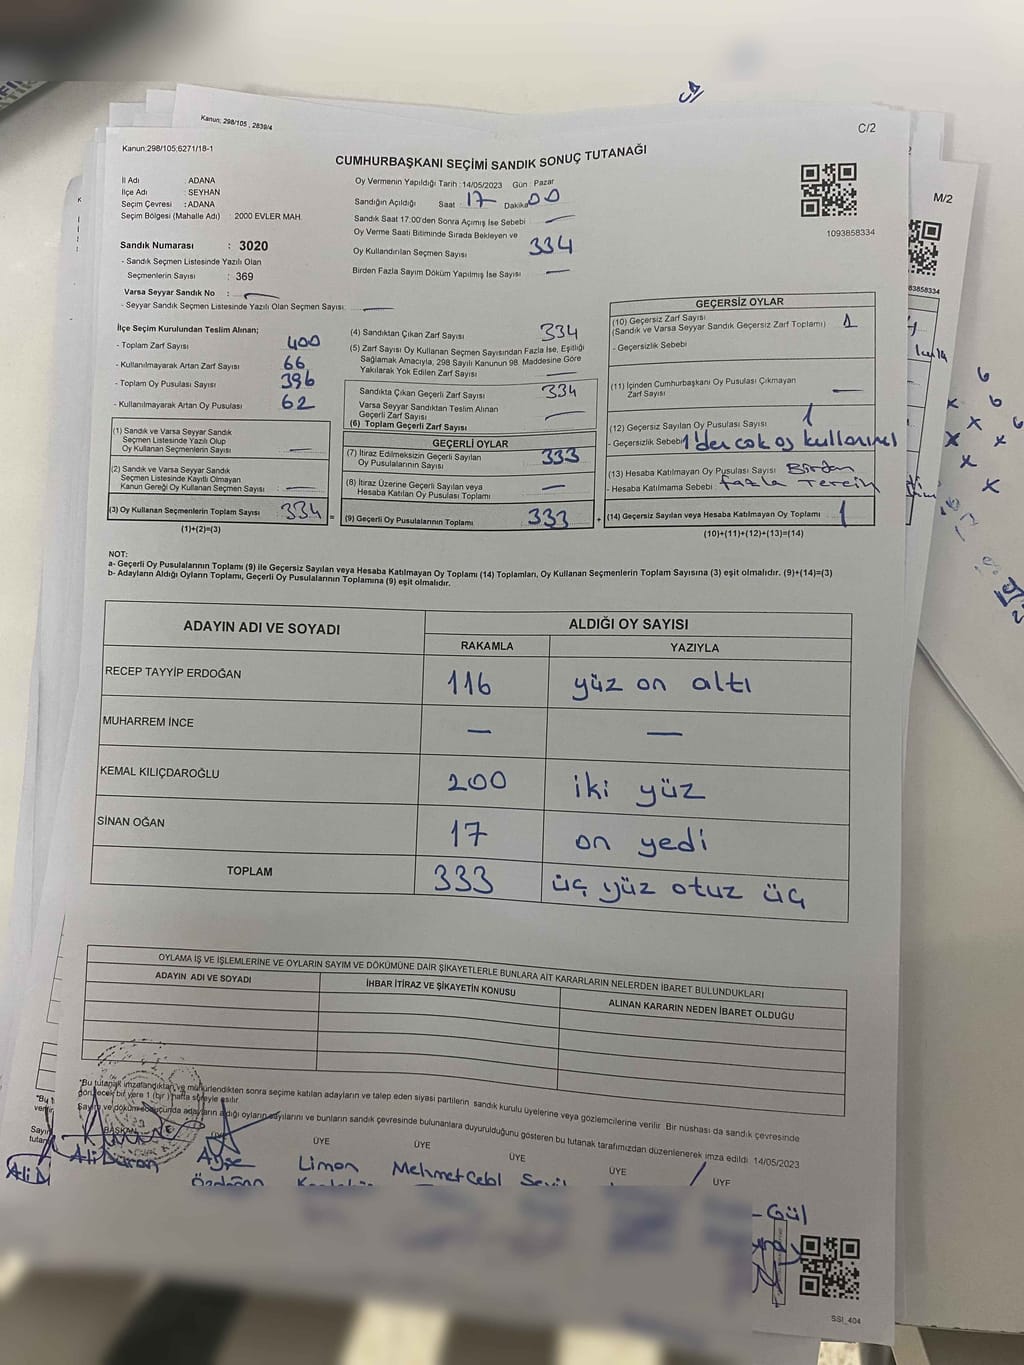 Kanun; 298/105 , 2839/4
C/2
Kanun;298/105;6271/18-1
CUMHURBAŞKANI SEÇİMİ SANDIK SONUÇ TUTANAĞI
M/2
İl Adı : ADANA
İlçe Adı : SEYHAN
Seçim Çevresi : ADANA
Seçim Bölgesi (Mahalle Adı) : 2000 EVLER MAH.
Sandık Numarası : 3020
- Sandık Seçmen Listesinde Yazılı Olan
Seçmenlerin Sayısı : 369
Varsa Seyyar Sandık No : —
- Seyyar Sandık Seçmen Listesinde Yazılı Olan Seçmen Sayısı: —
Oy Vermenin Yapıldığı Tarih :14/05/2023 Gün : Pazar
Sandığın Açıldığı Saat : 17 Dakika 00
Sandık Saat 17:00'den Sonra Açımış İse Sebebi —
Oy Verme Saati Bitiminde Sırada Bekleyen ve
Oy Kullandırılan Seçmen Sayısı 334
Birden Fazla Sayım Döküm Yapılmış İse Sayısı —
1093858334
İlçe Seçim Kurulundan Teslim Alınan;
- Toplam Zarf Sayısı 400
- Kullanılmayarak Artan Zarf Sayısı 66
- Toplam Oy Pusulası Sayısı 396
- Kullanılmayarak Artan Oy Pusulası 62
(1) Sandık ve Varsa Seyyar Sandık
Seçmen Listesinde Yazılı Olup
Oy Kullanan Seçmenlerin Sayısı —
(2) Sandık ve Varsa Seyyar Sandık
Seçmen Listesinde Kayıtlı Olmayan
Kanun Gereği Oy Kullanan Seçmen Sayısı —
(3) Oy Kullanan Seçmenlerin Toplam Sayısı 334 =
(1)+(2)=(3)
(4) Sandıktan Çıkan Zarf Sayısı 334
(5) Zarf Sayısı Oy Kullanan Seçmen Sayısından Fazla İse, Eşitliği
Sağlamak Amacıyla, 298 Sayılı Kanunun 98. Maddesine Göre
Yakılarak Yok Edilen Zarf Sayısı —
Sandıkta Çıkan Geçerli Zarf Sayısı 334
Varsa Seyyar Sandıktan Teslim Alınan
Geçerli Zarf Sayısı —
(6) Toplam Geçerli Zarf Sayısı
GEÇERLİ OYLAR
(7) İtiraz Edilmeksizin Geçerli Sayılan
Oy Pusulalarının Sayısı 333
(8) İtiraz Üzerine Geçerli Sayılan veya
Hesaba Katılan Oy Pusulası Toplamı —
(9) Geçerli Oy Pusulalarının Toplamı 333 +
GEÇERSİZ OYLAR
(10) Geçersiz Zarf Sayısı
(Sandık ve Varsa Seyyar Sandık Geçersiz Zarf Toplamı) 1
- Geçersizlik Sebebi
(11) İçinden Cumhurbaşkanı Oy Pusulası Çıkmayan
Zarf Sayısı —
(12) Geçersiz Sayılan Oy Pusulası Sayısı 1
- Geçersizlik Sebebi 1'den çok oy
(13) Hesaba Katılmayan Oy Pusulası Sayısı Birden
- Hesaba Katılmama Sebebi fazla Tercih
(14) Geçersiz Sayılan veya Hesaba Katılmayan Oy Toplamı 1
(10)+(11)+(12)+(13)=(14)
NOT:
a- Geçerli Oy Pusulalarının Toplamı (9) ile Geçersiz Sayılan veya Hesaba Katılmayan Oy Toplamı (14) Toplamları, Oy Kullanan Seçmenlerin Toplam Sayısına (3) eşit olmalıdır. (9)+(14)=(3)
b- Adayların Aldığı Oyların Toplamı, Geçerli Oy Pusulalarının Toplamına (9) eşit olmalıdır.
ADAYIN ADI VE SOYADI ALDIĞI OY SAYISI
RAKAMLA YAZIYLA
RECEP TAYYİP ERDOĞAN 116 yüz on altı
MUHARREM İNCE — —
KEMAL KILIÇDAROĞLU 200 iki yüz
SİNAN OĞAN 17 on yedi
TOPLAM 333 üç yüz otuz üç
OYLAMA İŞ VE İŞLEMLERİNE VE OYLARIN SAYIM VE DÖKÜMÜNE DAİR ŞİKAYETLERLE BUNLARA AİT KARARLARIN NELERDEN İBARET BULUNDUKLARI
ADAYIN ADI VE SOYADI İHBAR İTİRAZ VE ŞİKAYETİN KONUSU ALINAN KARARIN NEDEN İBARET OLDUĞU
"Bu tutanak imzalandıktan ve mühürlendikten sonra seçime katılan adayların ve talep eden siyasi partilerin sandık kurulu üyelerine veya gözlemcilerine verilir. Bir nüshası da sandık çevresinde
görülecek bir yere 1 (bir) hafta süreyle asılır.
Sayım ve döküm sonucunda adayların aldığı oyların sayılarını ve bunların sandık çevresinde bulunanlara duyurulduğunu gösteren bu tutanak tarafımızdan düzenlenerek imza edildi. 14/05/2023
BAŞKAN ÜYE ÜYE ÜYE ÜYE ÜYE
Ali Duran Ayşe Limon Mehmet Cebl
Özdoğan
Gül
SSI_404